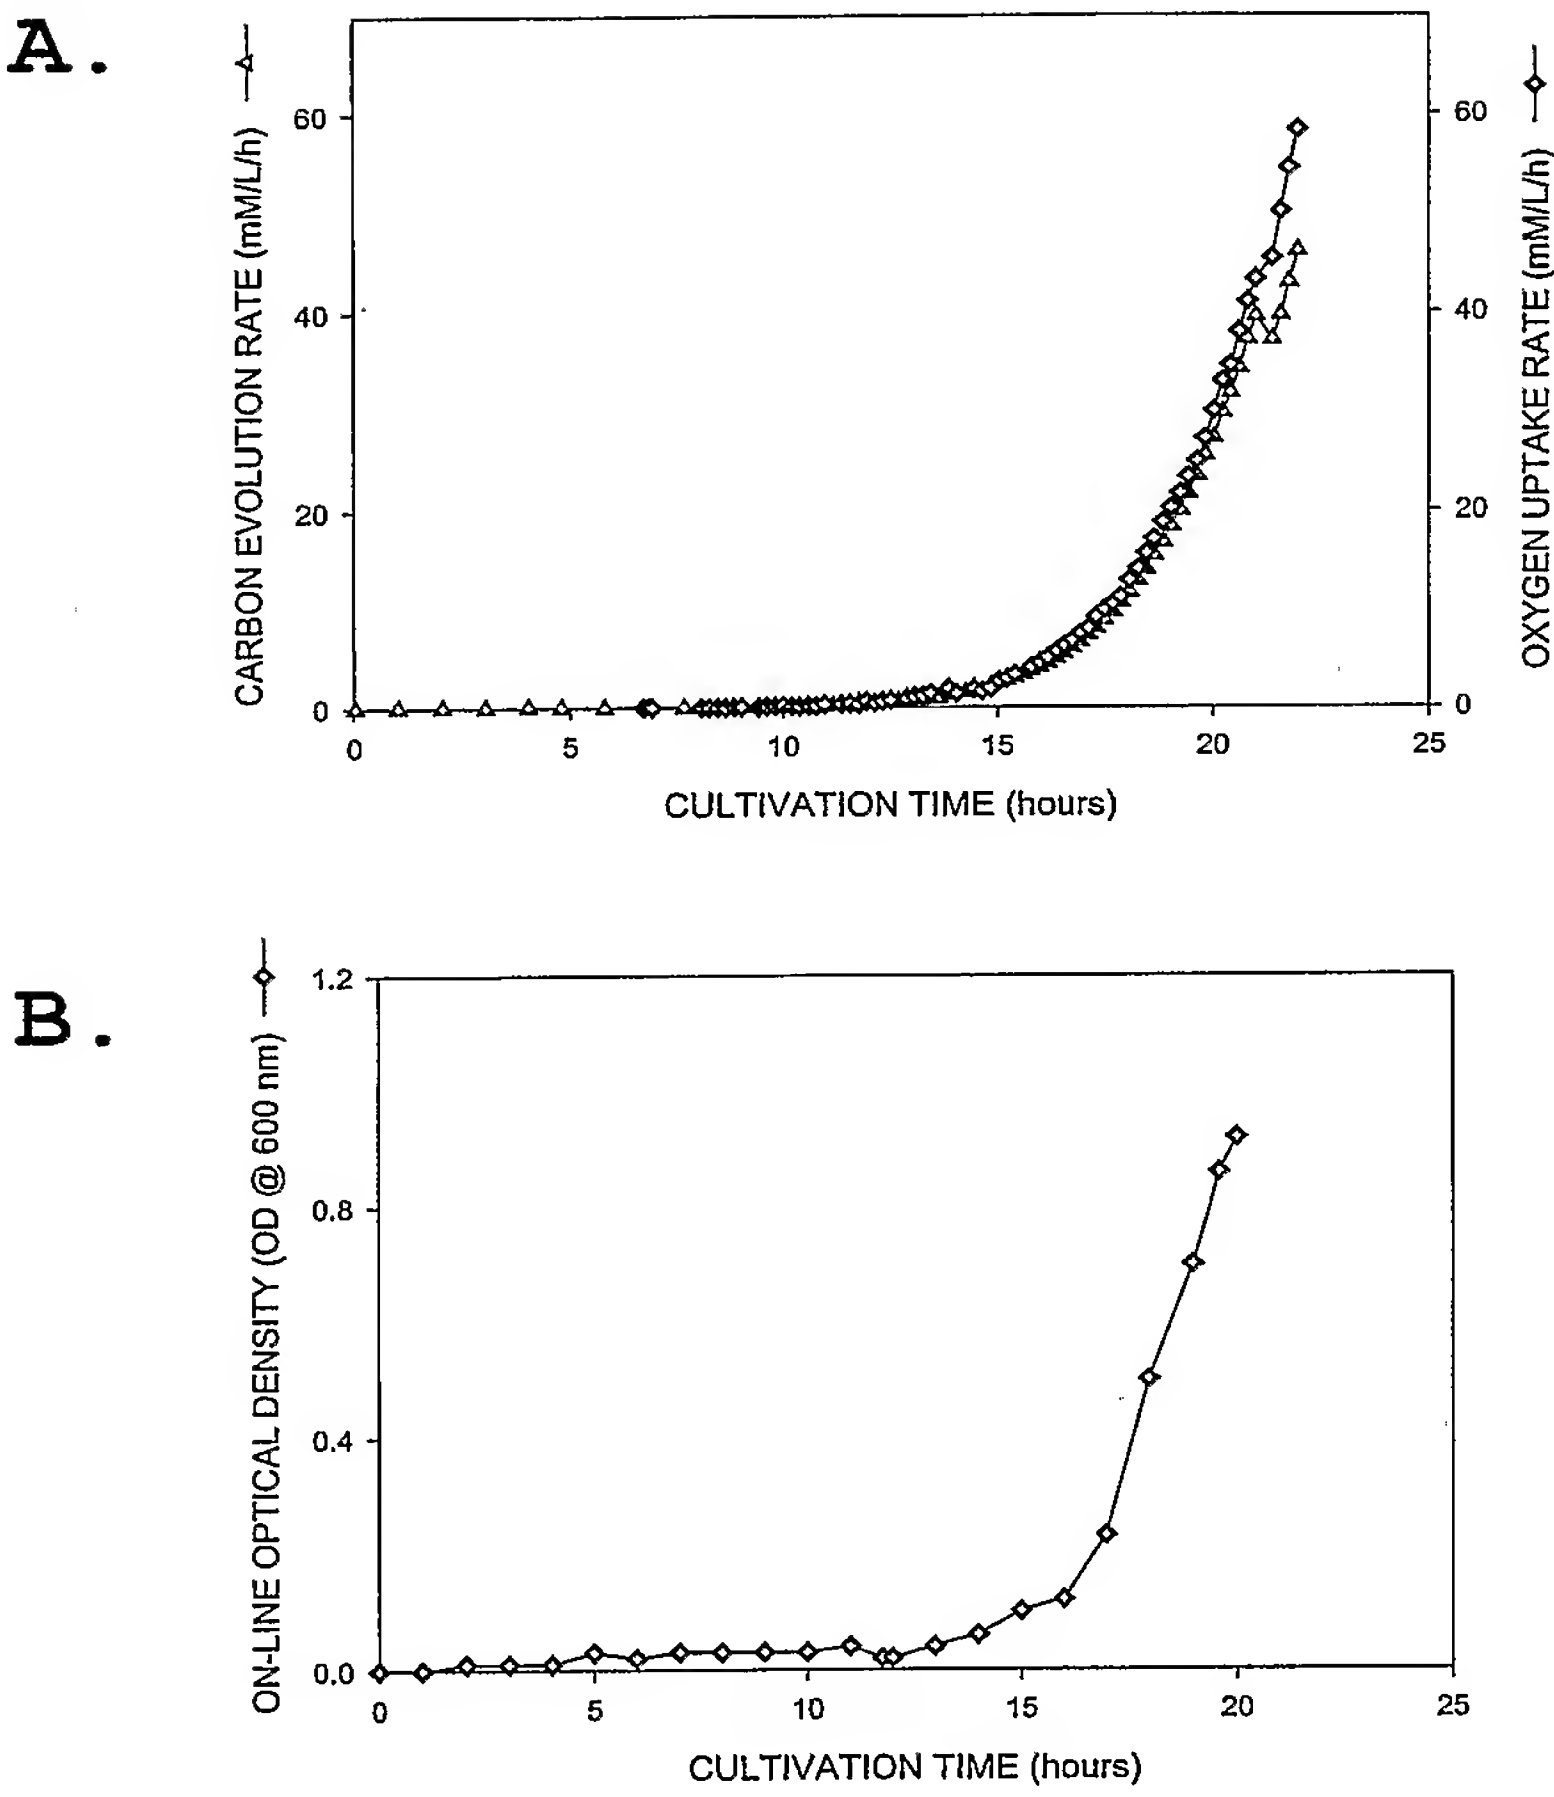 A.
CARBON EVOLUTION RATE (mM/L/h)
60
40
20
0
60
40
20
0
OXYGEN UPTAKE RATE (mM/L/h)
0 5 10 15 20 25
CULTIVATION TIME (hours)
B.
ON-LINE OPTICAL DENSITY (OD @ 600 nm)
1.2
0.8
0.4
0.0
0 5 10 15 20 25
CULTIVATION TIME (hours)